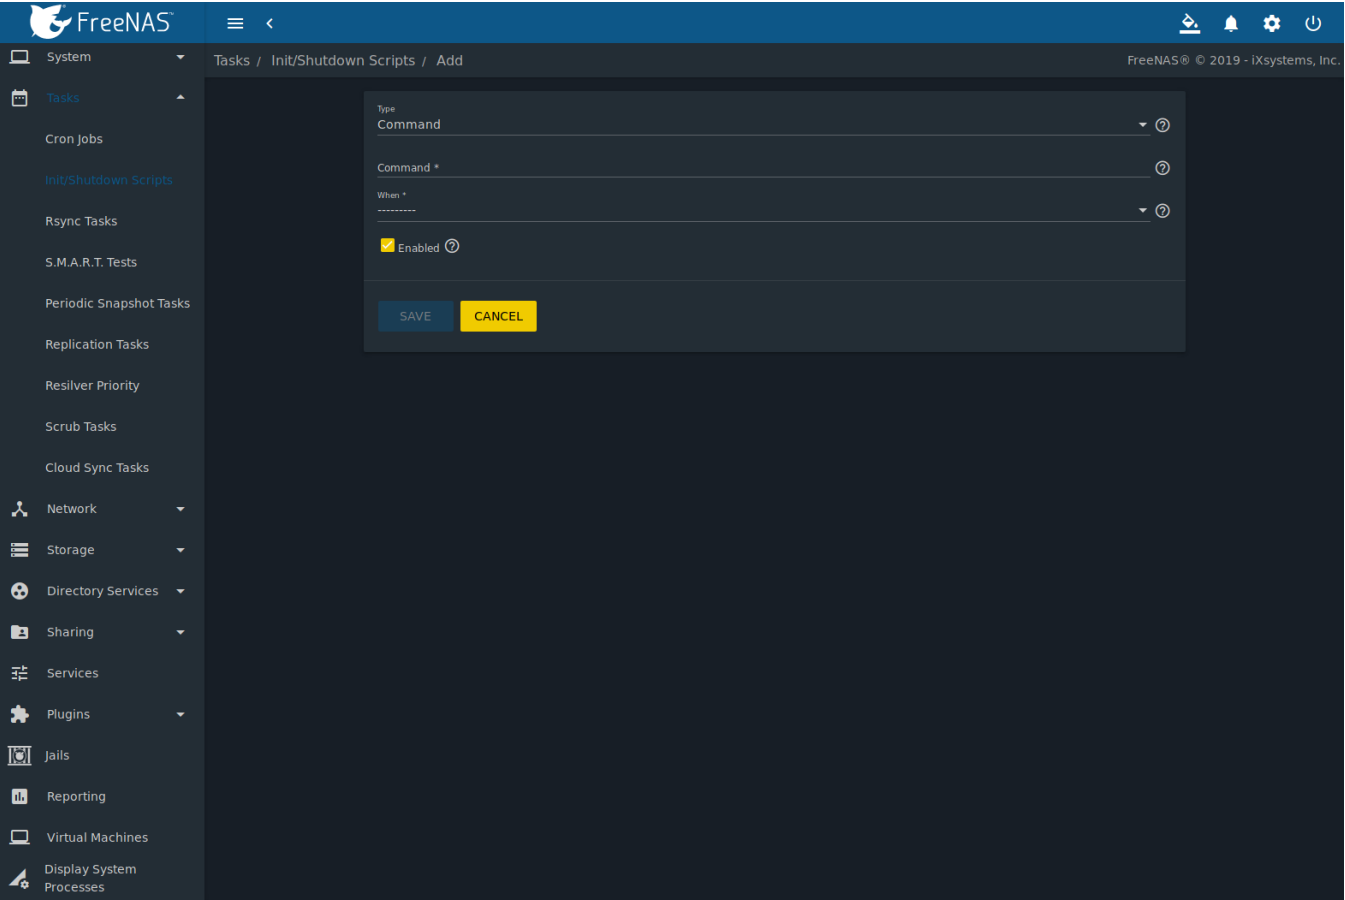 FreeNAS™
System
Tasks / Init/Shutdown Scripts / Add
FreeNAS® © 2019 - iXsystems, Inc.
Tasks
Cron Jobs
Init/Shutdown Scripts
Rsync Tasks
S.M.A.R.T. Tests
Periodic Snapshot Tasks
Replication Tasks
Resilver Priority
Scrub Tasks
Cloud Sync Tasks
Network
Storage
Directory Services
Sharing
Services
Plugins
Jails
Reporting
Virtual Machines
Display System
Processes
Type
Command
Command *
When *
---------
Enabled
SAVE
CANCEL